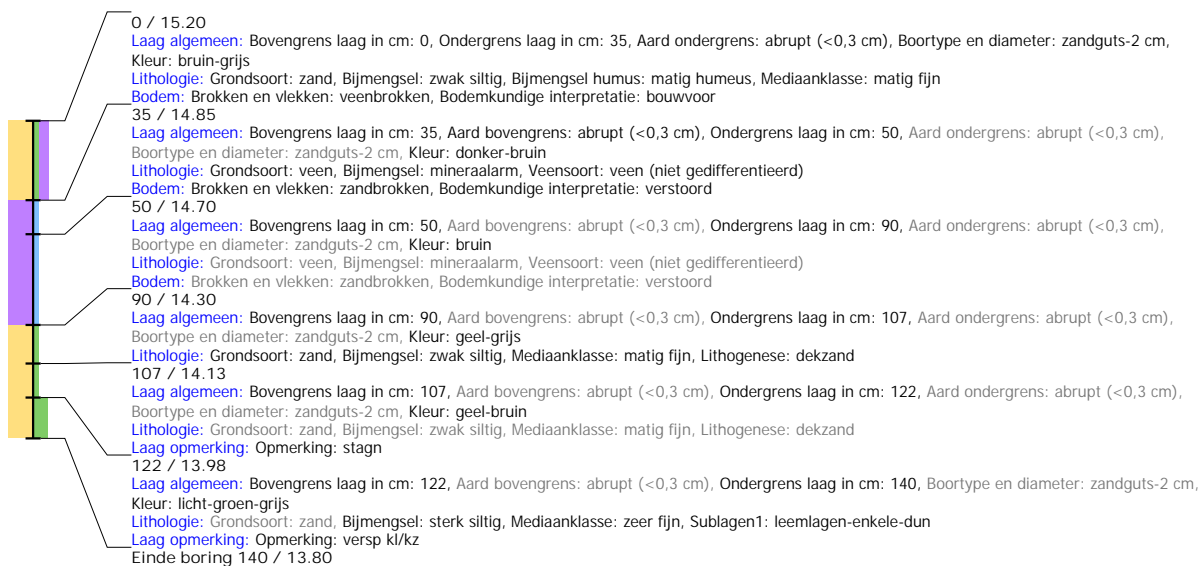 0 / 15.20
Laag algemeen: Bovengrens laag in cm: 0, Ondergrens laag in cm: 35, Aard ondergrens: abrupt (<0,3 cm), Boortype en diameter: zandguts-2 cm,
Kleur: bruin-grijs
Lithologie: Grondsoort: zand, Bijmengsel: zwak siltig, Bijmengsel humus: matig humeus, Mediaanklasse: matig fijn
Bodem: Brokken en vlekken: veenbrokken, Bodemkundige interpretatie: bouwvoor
35 / 14.85
Laag algemeen: Bovengrens laag in cm: 35, Aard bovengrens: abrupt (<0,3 cm), Ondergrens laag in cm: 50, Aard ondergrens: abrupt (<0,3 cm),
Boortype en diameter: zandguts-2 cm, Kleur: donker-bruin
Lithologie: Grondsoort: veen, Bijmengsel: mineraalarm, Veensoort: veen (niet gedifferentieerd)
Bodem: Brokken en vlekken: zandbrokken, Bodemkundige interpretatie: verstoord
50 / 14.70
Laag algemeen: Bovengrens laag in cm: 50, Aard bovengrens: abrupt (<0,3 cm), Ondergrens laag in cm: 90, Aard ondergrens: abrupt (<0,3 cm),
Boortype en diameter: zandguts-2 cm, Kleur: bruin
Lithologie: Grondsoort: veen, Bijmengsel: mineraalarm, Veensoort: veen (niet gedifferentieerd)
Bodem: Brokken en vlekken: zandbrokken, Bodemkundige interpretatie: verstoord
90 / 14.30
Laag algemeen: Bovengrens laag in cm: 90, Aard bovengrens: abrupt (<0,3 cm), Ondergrens laag in cm: 107, Aard ondergrens: abrupt (<0,3 cm),
Boortype en diameter: zandguts-2 cm, Kleur: geel-grijs
Lithologie: Grondsoort: zand, Bijmengsel: zwak siltig, Mediaanklasse: matig fijn, Lithogenese: dekzand
107 / 14.13
Laag algemeen: Bovengrens laag in cm: 107, Aard bovengrens: abrupt (<0,3 cm), Ondergrens laag in cm: 122, Aard ondergrens: abrupt (<0,3 cm),
Boortype en diameter: zandguts-2 cm, Kleur: geel-bruin
Lithologie: Grondsoort: zand, Bijmengsel: zwak siltig, Mediaanklasse: matig fijn, Lithogenese: dekzand
Laag opmerking: Opmerking: stagn
122 / 13.98
Laag algemeen: Bovengrens laag in cm: 122, Aard bovengrens: abrupt (<0,3 cm), Ondergrens laag in cm: 140, Boortype en diameter: zandguts-2 cm,
Kleur: licht-groen-grijs
Lithologie: Grondsoort: zand, Bijmengsel: sterk siltig, Mediaanklasse: zeer fijn, Sublagen1: leemlagen-enkele-dun
Laag opmerking: Opmerking: versp kl/kz
Einde boring 140 / 13.80